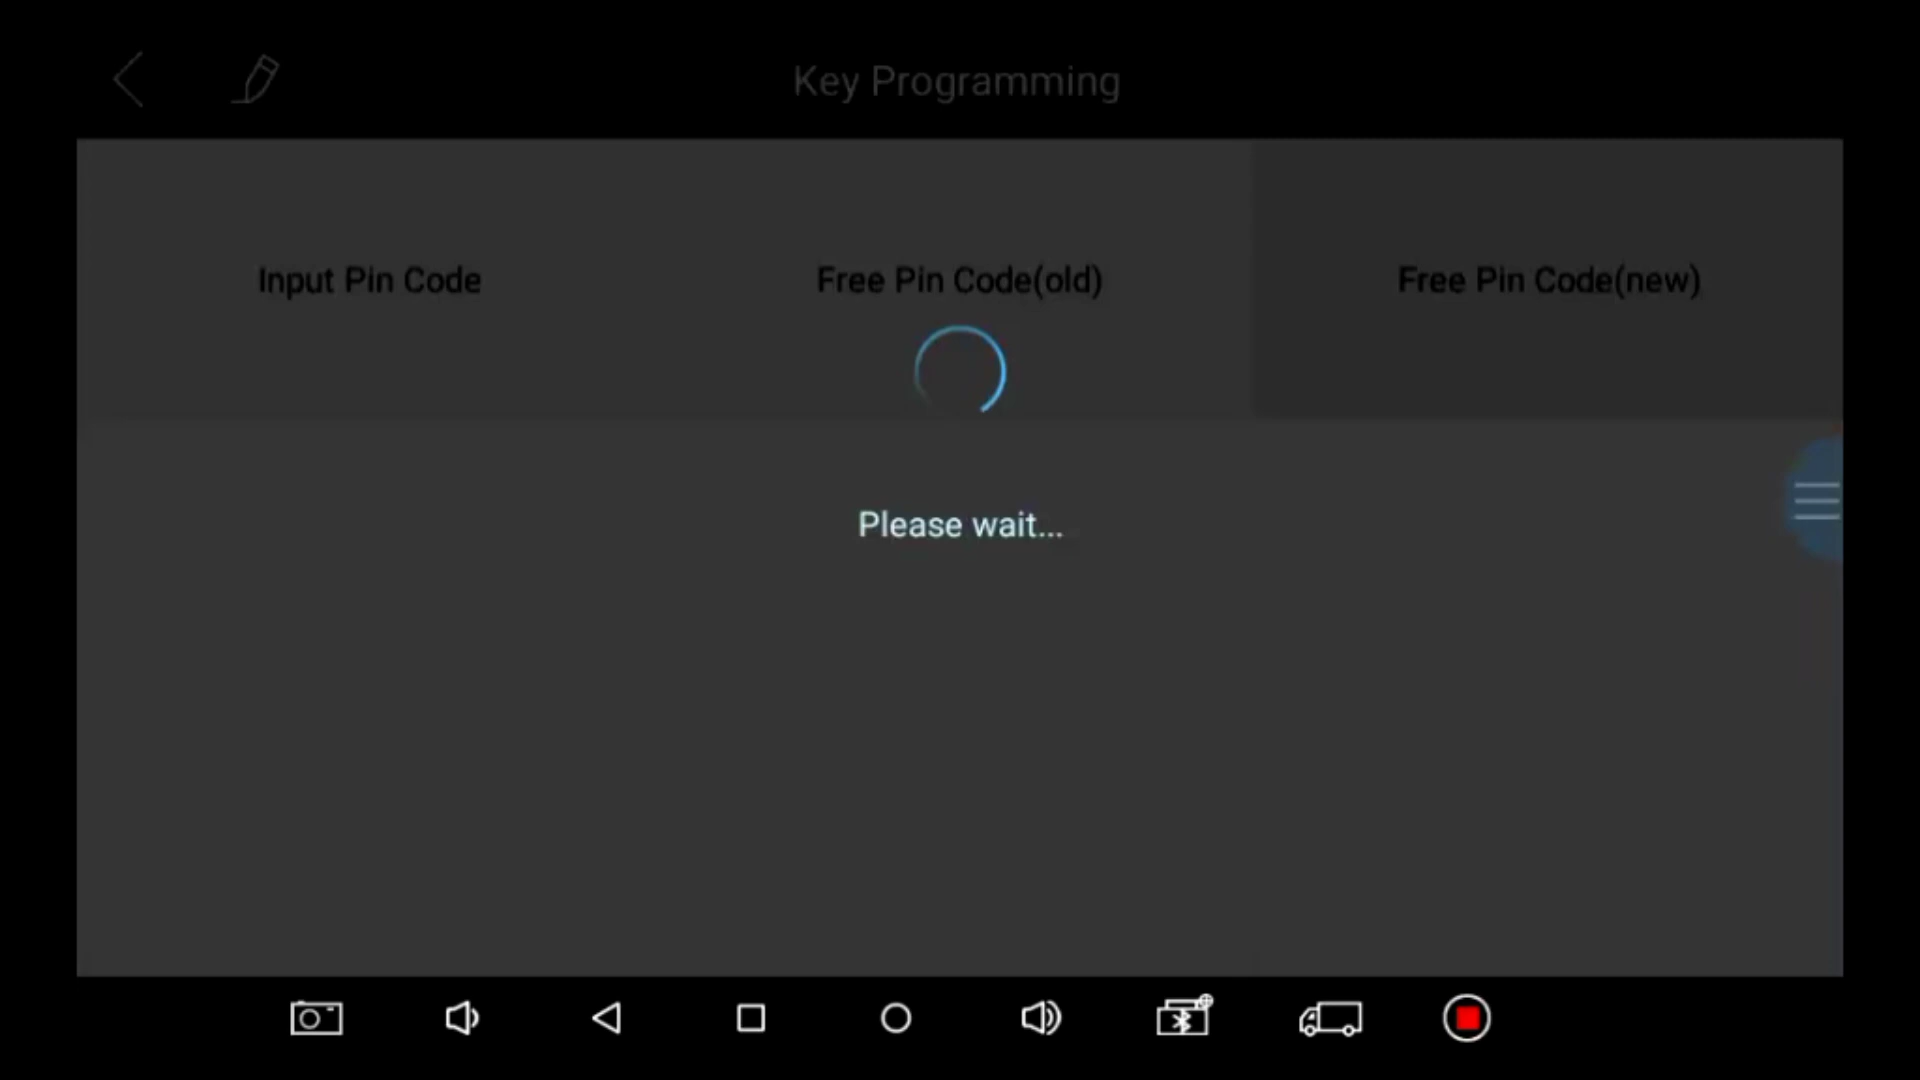 Key Programming
Input Pin Code
Free Pin Code(old)
Free Pin Code(new)
Please wait...